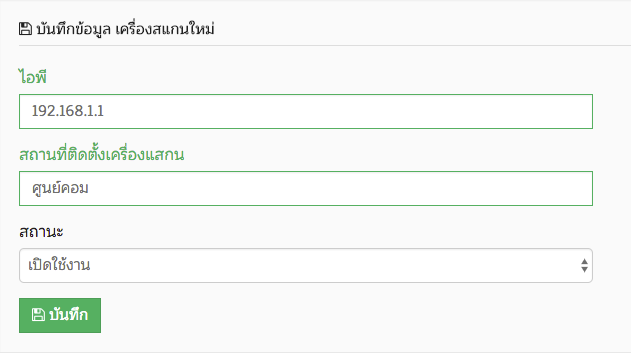 บันทึกข้อมูล เครื่องสแกนใหม่
ไอพี
192.168.1.1
สถานที่ติดตั้งเครื่องแสกน
ศูนย์คอม
สถานะ
เปิดใช้งาน
บันทึก